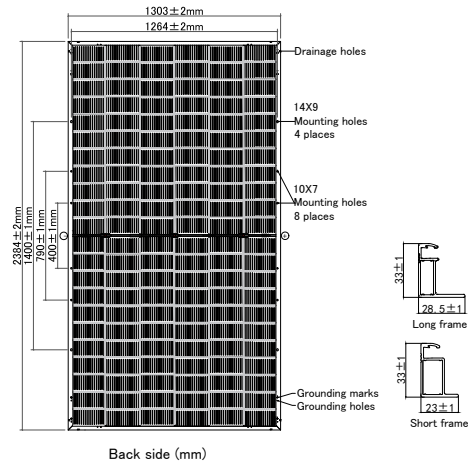 1303±2mm
1264±2mm
Drainage holes
14X9
Mounting holes
4 places
10X7
Mounting holes
8 places
2384±2mm
1400±1mm
790±1mm
400±1mm
33±1
28.5±1
Long frame
33±1
23±1
Short frame
Grounding marks
Grounding holes
Back side (mm)